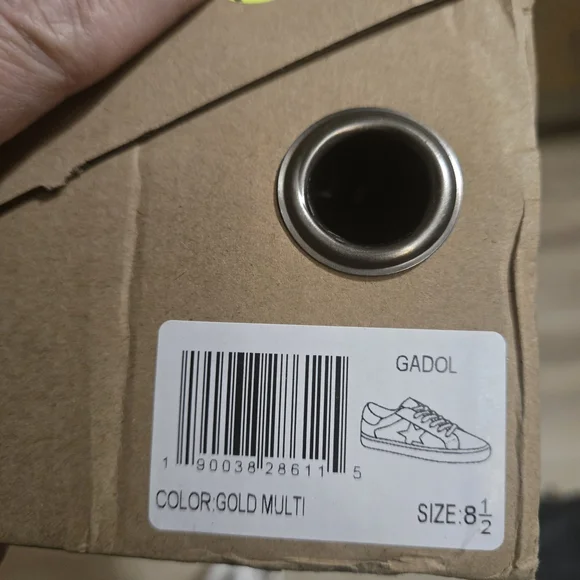 GADOL
1 90038 28611 5
COLOR:GOLD MULTI
SIZE:8 1/2